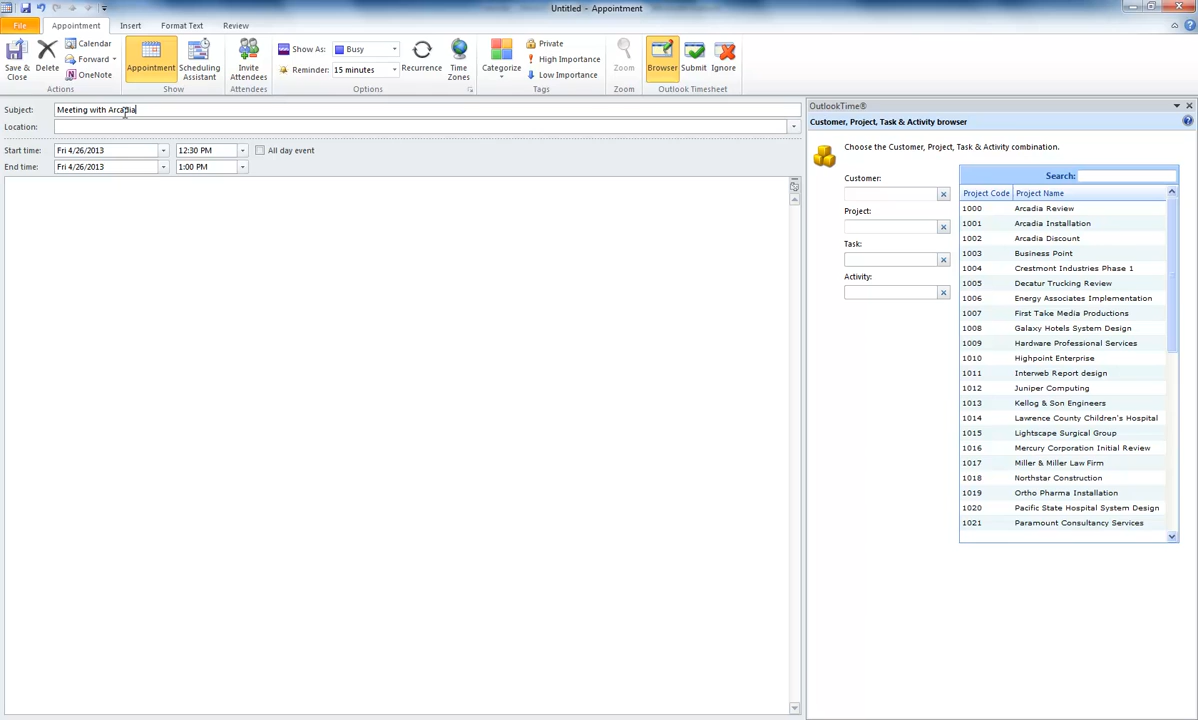 Untitled - Appointment
File Appointment Insert Format Text Review
Save & Close
Delete
Calendar
Forward
OneNote
Actions
Appointment
Scheduling Assistant
Show
Invite Attendees
Attendees
Show As: Busy
Reminder: 15 minutes
Recurrence
Time Zones
Options
Categorize
Private
High Importance
Low Importance
Tags
Zoom
Zoom
Browser
Submit
Ignore
Outlook Timesheet
Subject: Meeting with Arcadia
Location:
Start time: Fri 4/26/2013 12:30 PM All day event
End time: Fri 4/26/2013 1:00 PM
OutlookTime®
Customer, Project, Task & Activity browser
Choose the Customer, Project, Task & Activity combination.
Customer:
Project:
Task:
Activity:
Search:
Project Code Project Name
1000 Arcadia Review
1001 Arcadia Installation
1002 Arcadia Discount
1003 Business Point
1004 Crestmont Industries Phase 1
1005 Decatur Trucking Review
1006 Energy Associates Implementation
1007 First Take Media Productions
1008 Galaxy Hotels System Design
1009 Hardware Professional Services
1010 Highpoint Enterprise
1011 Interweb Report design
1012 Juniper Computing
1013 Kellog & Son Engineers
1014 Lawrence County Children's Hospital
1015 Lightscape Surgical Group
1016 Mercury Corporation Initial Review
1017 Miller & Miller Law Firm
1018 Northstar Construction
1019 Ortho Pharma Installation
1020 Pacific State Hospital System Design
1021 Paramount Consultancy Services